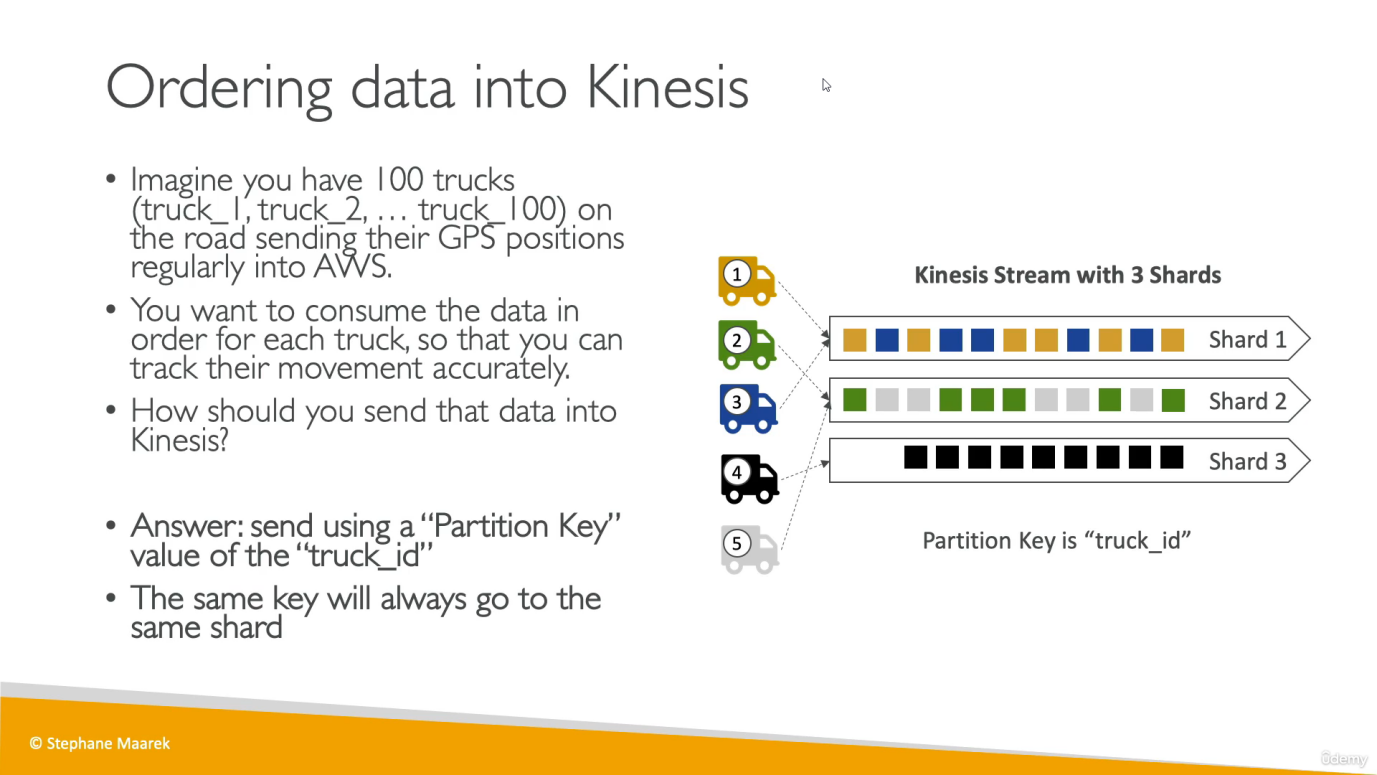 Ordering data into Kinesis
• Imagine you have 100 trucks
(truck_1, truck_2, … truck_100) on
the road sending their GPS positions
regularly into AWS.
• You want to consume the data in
order for each truck, so that you can
track their movement accurately.
• How should you send that data into
Kinesis?
• Answer: send using a “Partition Key”
value of the “truck_id”
• The same key will always go to the
same shard
1
2
3
4
5
Kinesis Stream with 3 Shards
Shard 1
Shard 2
Shard 3
Partition Key is “truck_id”
© Stephane Maarek
ûdemy